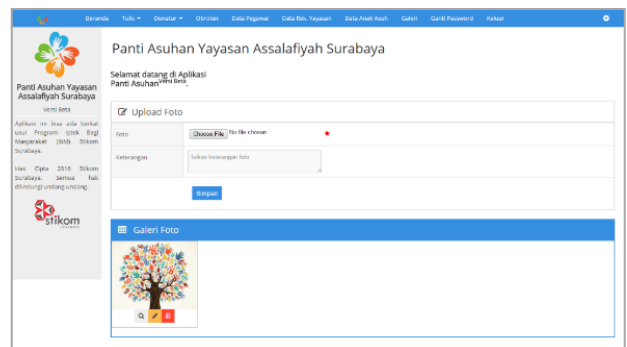 Beranda Tulis Donatur Otrolan Data Pegawai Data Rek. Yayasan Data Anak Asuh Galeri Ganti Password Keluar
Panti Asuhan Yayasan
Assalafiyah Surabaya
Versi Beta
Aplikasi ini bisa ada berkat
usul Program Iptek Bagi
Masyarakat (IbM) Stikom
Surabaya.
Hak Cipta 2016 Stikom
Surabaya. Semua hak
dilindungi undang-undang.
stikom
SURABAYA
Panti Asuhan Yayasan Assalafiyah Surabaya
Selamat datang di Aplikasi
Panti Asuhan Versi Beta.
Upload Foto
Foto Choose File No file chosen
Keterangan Isikan keterangan foto
Simpan
Galeri Foto